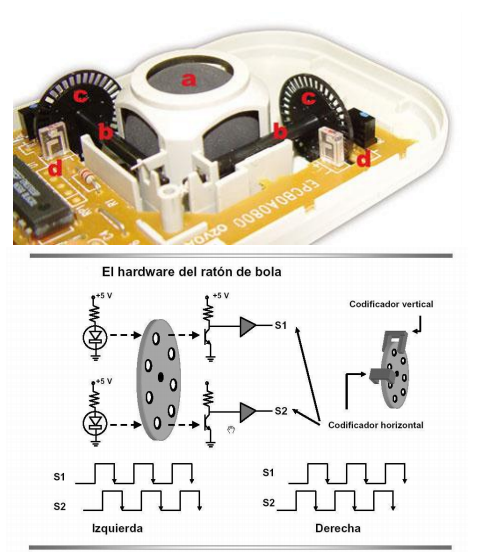 a
c
c
b
b
d
d
EPCB0A0800
El hardware del ratón de bola
+5 V
+5 V
S1
Codificador vertical
+5 V
S2
Codificador horizontal
S1
S2
Izquierda
S1
S2
Derecha